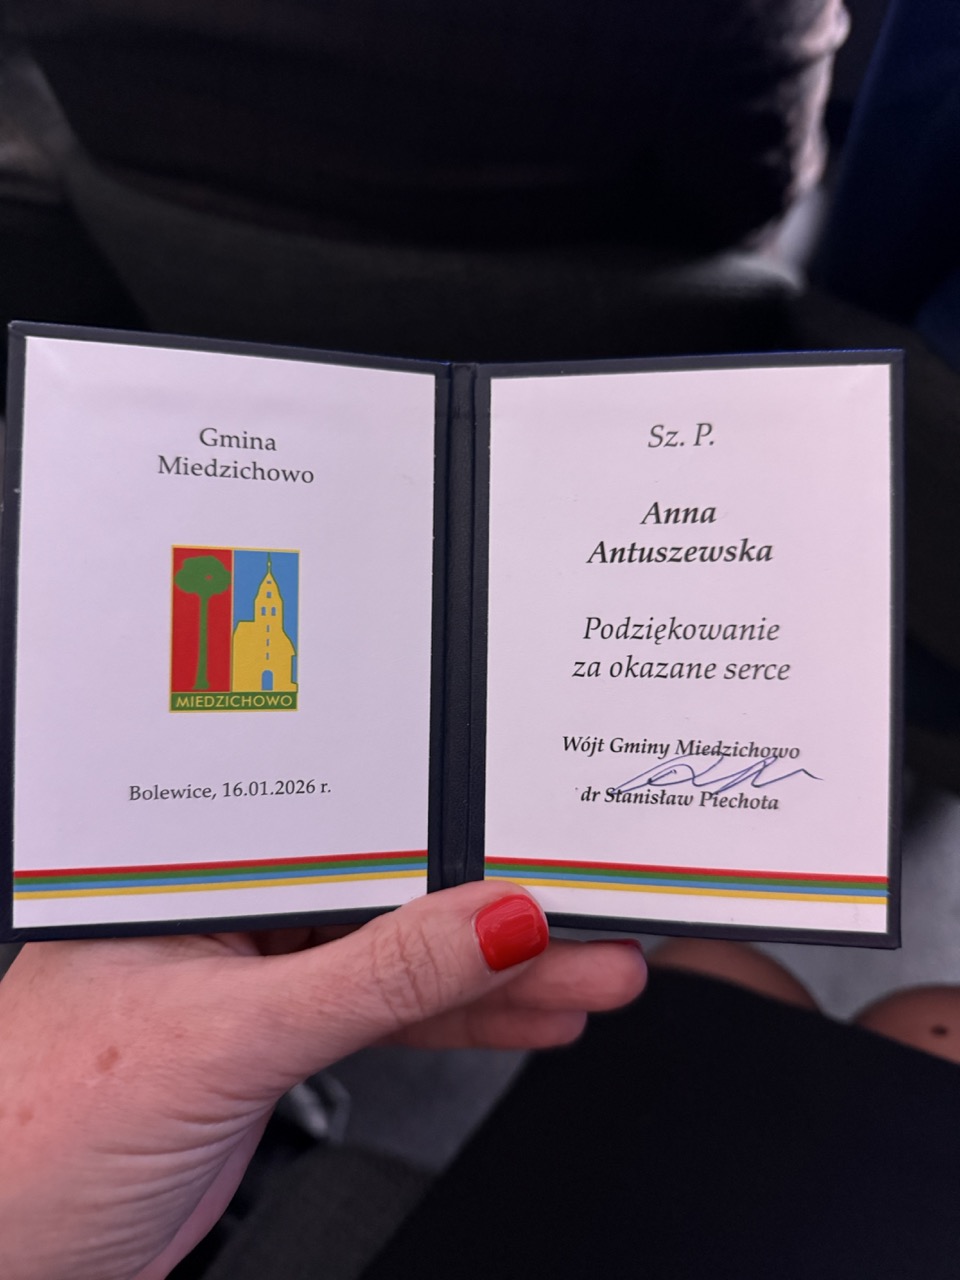 Gmina
Miedzichowo
MIEDZICHOWO
Bolewice, 16.01.2026 r.
Sz. P.
Anna
Antuszewska
Podziękowanie
za okazane serce
Wójt Gminy Miedzichowo
dr Stanisław Piechota